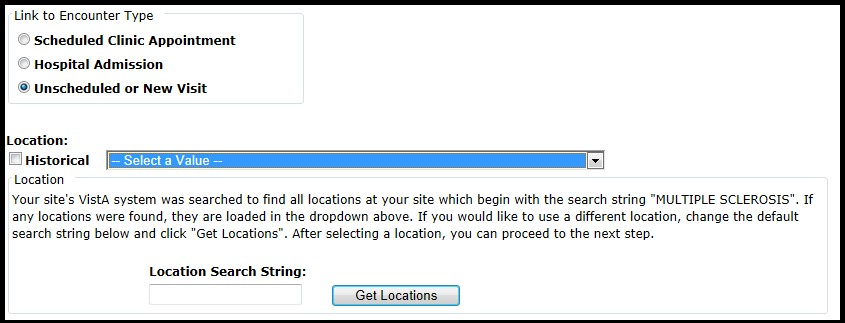 Link to Encounter Type
Scheduled Clinic Appointment
Hospital Admission
Unscheduled or New Visit
Location:
Historical -- Select a Value --
Location
Your site's VistA system was searched to find all locations at your site which begin with the search string "MULTIPLE SCLEROSIS". If
any locations were found, they are loaded in the dropdown above. If you would like to use a different location, change the default
search string below and click "Get Locations". After selecting a location, you can proceed to the next step.
Location Search String:
Get Locations